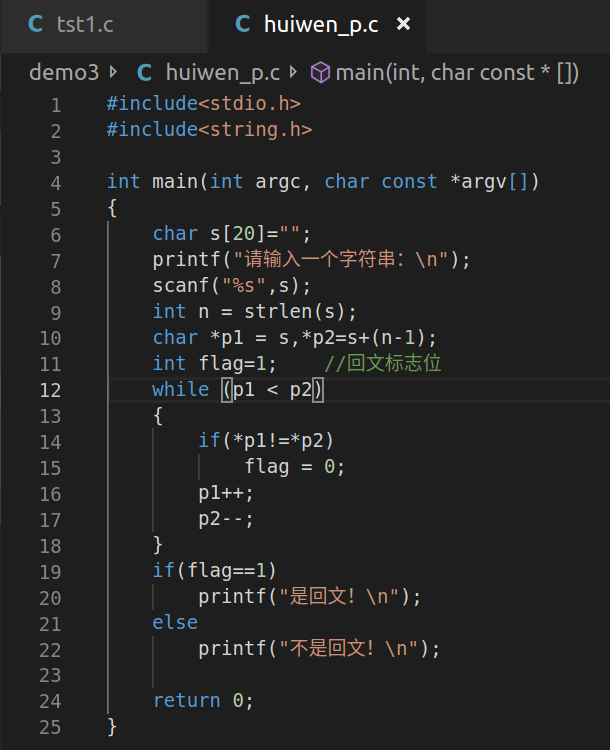 C tst1.c C huiwen_p.c ×
demo3 C huiwen_p.c main(int, char const * [])
1 #include<stdio.h>
2 #include<string.h>
3
4 int main(int argc, char const *argv[])
5 {
6     char s[20]="";
7     printf("请输入一个字符串：\n");
8     scanf("%s",s);
9     int n = strlen(s);
10     char *p1 = s,*p2=s+(n-1);
11     int flag=1;    //回文标志位
12     while (p1 < p2)
13     {
14         if(*p1!=*p2)
15             flag = 0;
16         p1++;
17         p2--;
18     }
19     if(flag==1)
20         printf("是回文！\n");
21     else
22         printf("不是回文！\n");
23
24     return 0;
25 }